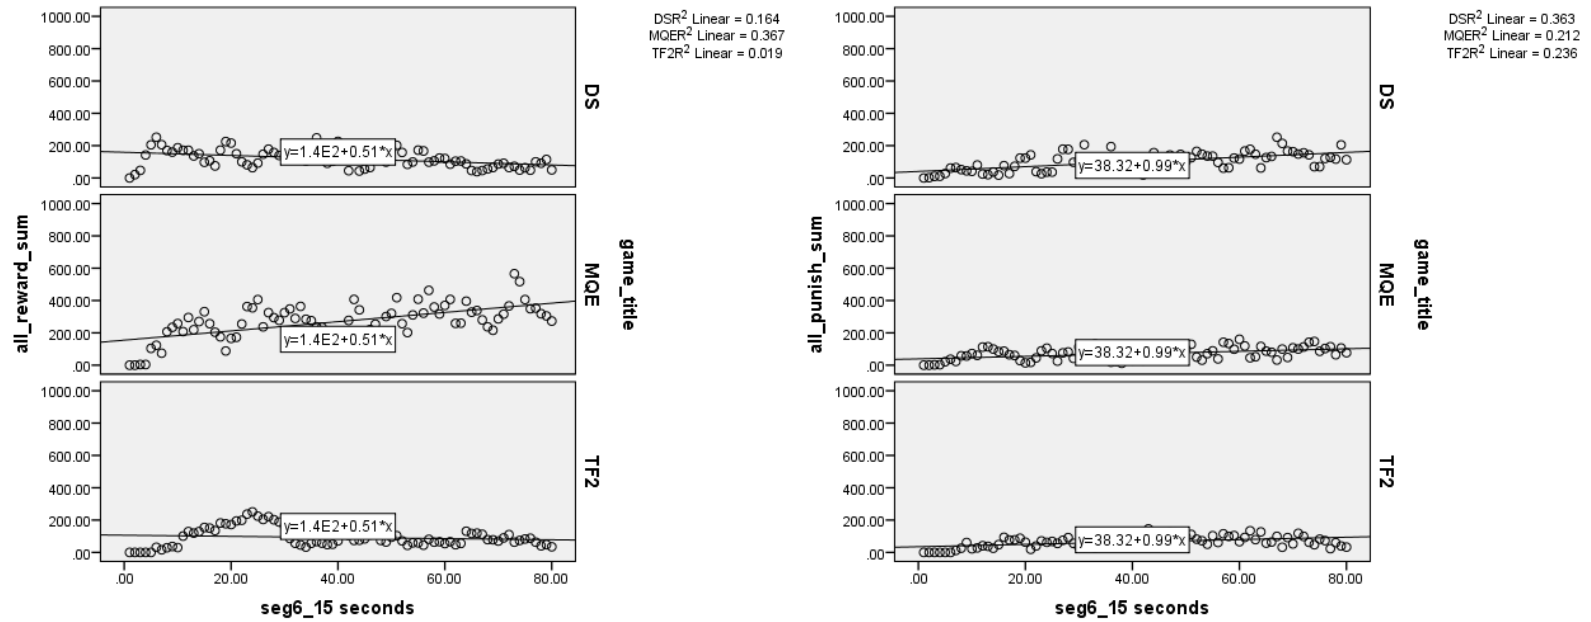 1000.00
800.00
600.00
400.00
200.00
.00
DS
y=1.4E2+0.51*x
1000.00
800.00
600.00
400.00
200.00
.00
MQE
y=1.4E2+0.51*x
1000.00
800.00
600.00
400.00
200.00
.00
TF2
y=1.4E2+0.51*x
all_reward_sum
game_title
.00 20.00 40.00 60.00 80.00
seg6_15 seconds
DSR² Linear = 0.164
MQER² Linear = 0.367
TF2R² Linear = 0.019
1000.00
800.00
600.00
400.00
200.00
.00
DS
y=38.32+0.99*x
1000.00
800.00
600.00
400.00
200.00
.00
MQE
y=38.32+0.99*x
1000.00
800.00
600.00
400.00
200.00
.00
TF2
y=38.32+0.99*x
all_punish_sum
game_title
.00 20.00 40.00 60.00 80.00
seg6_15 seconds
DSR² Linear = 0.363
MQER² Linear = 0.212
TF2R² Linear = 0.236